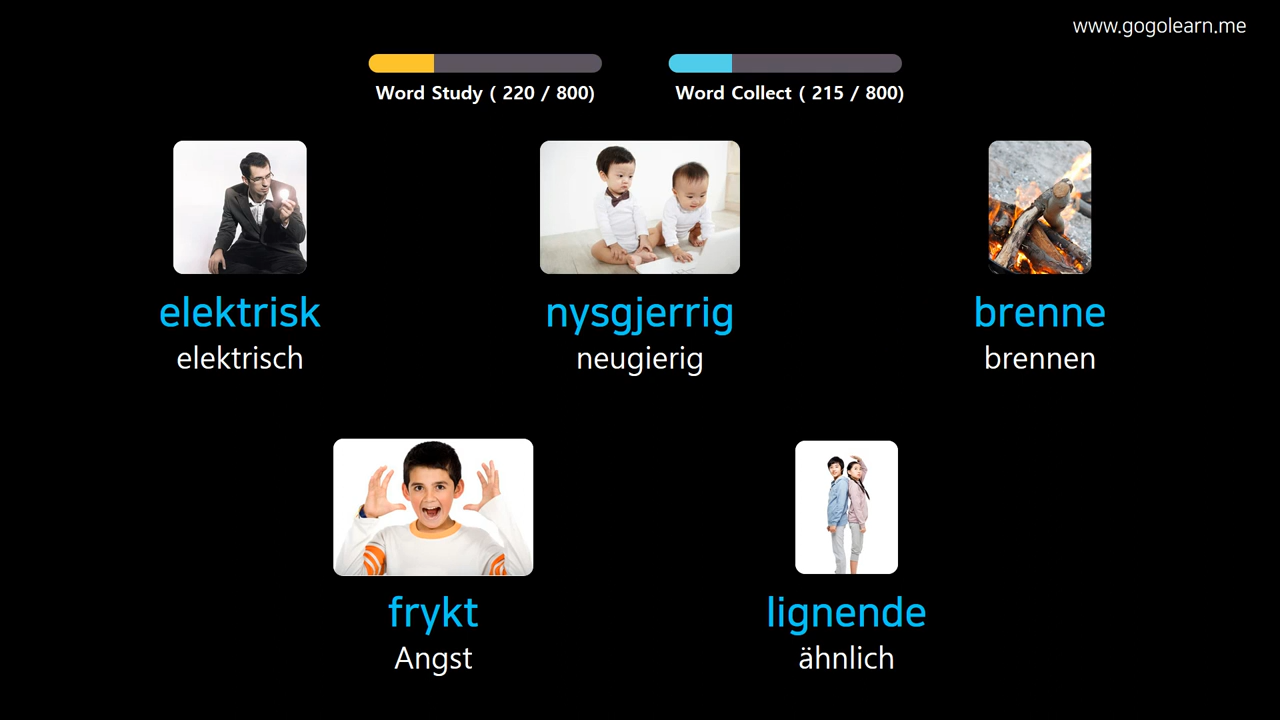 www.gogolearn.me
Word Study ( 220 / 800)
Word Collect ( 215 / 800)
elektrisk
elektrisch
nysgjerrig
neugierig
brenne
brennen
frykt
Angst
lignende
ähnlich